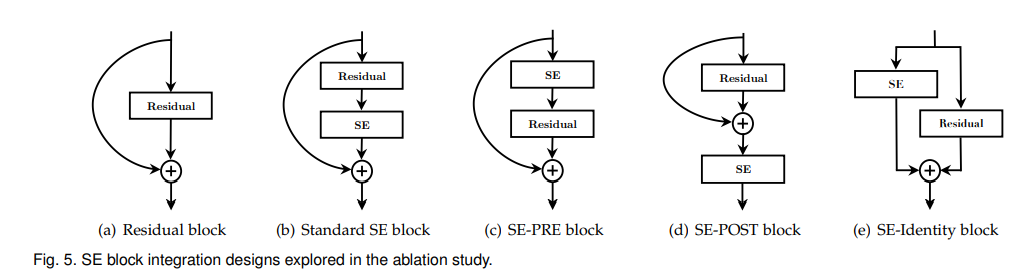 Residual
Residual
SE
SE
Residual
Residual
+
SE
SE
Residual
+
+
+
+
(a) Residual block
(b) Standard SE block
(c) SE-PRE block
(d) SE-POST block
(e) SE-Identity block
Fig. 5. SE block integration designs explored in the ablation study.